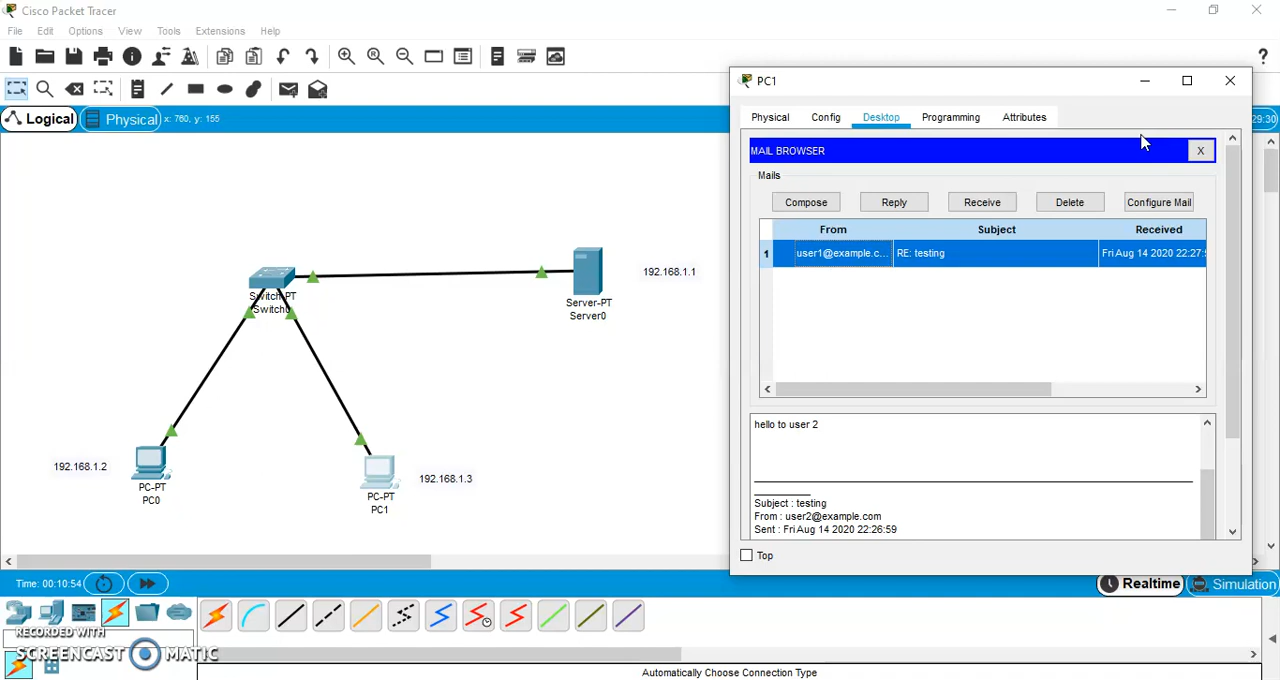 Cisco Packet Tracer
File Edit Options View Tools Extensions Help
?
Logical Physical x: 760, y: 155
29:30
Switch-PT
Switch0
Server-PT
Server0
192.168.1.1
192.168.1.2
PC-PT
PC0
PC-PT
PC1
192.168.1.3
PC1
Physical Config Desktop Programming Attributes
MAIL BROWSER X
Mails
Compose Reply Receive Delete Configure Mail
From Subject Received
1 user1@example.c... RE: testing Fri Aug 14 2020 22:27:
hello to user 2
Subject : testing
From : user2@example.com
Sent : Fri Aug 14 2020 22:26:59
Top
Time: 00:10:54
Realtime Simulation
RECORDED WITH
SCREENCAST MATIC
Automatically Choose Connection Type